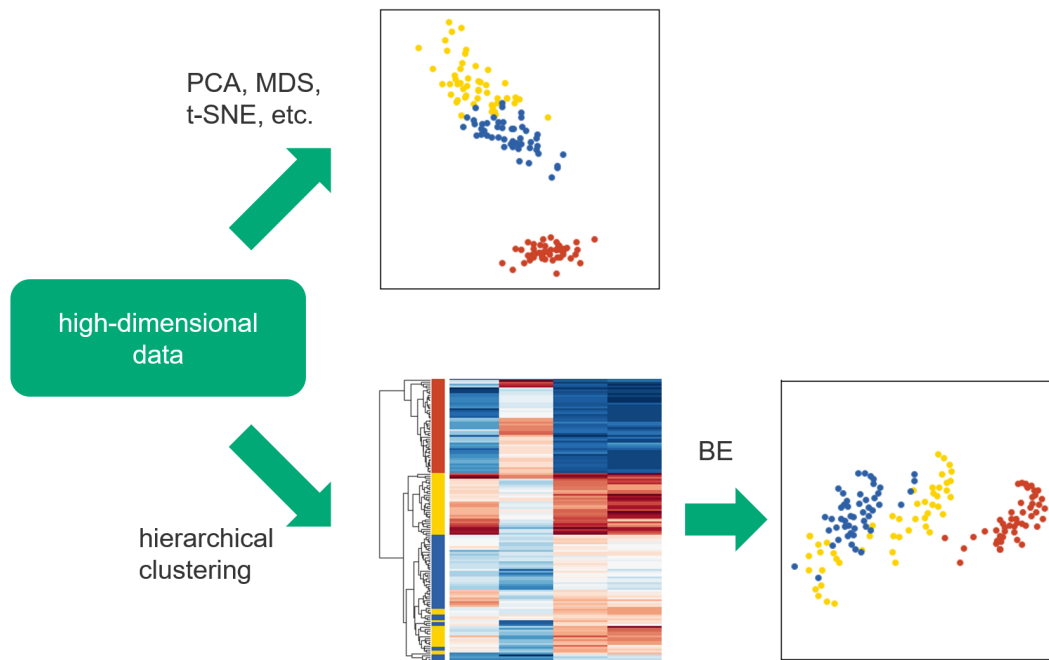 PCA, MDS,
t-SNE, etc.
high-dimensional
data
hierarchical
clustering
BE